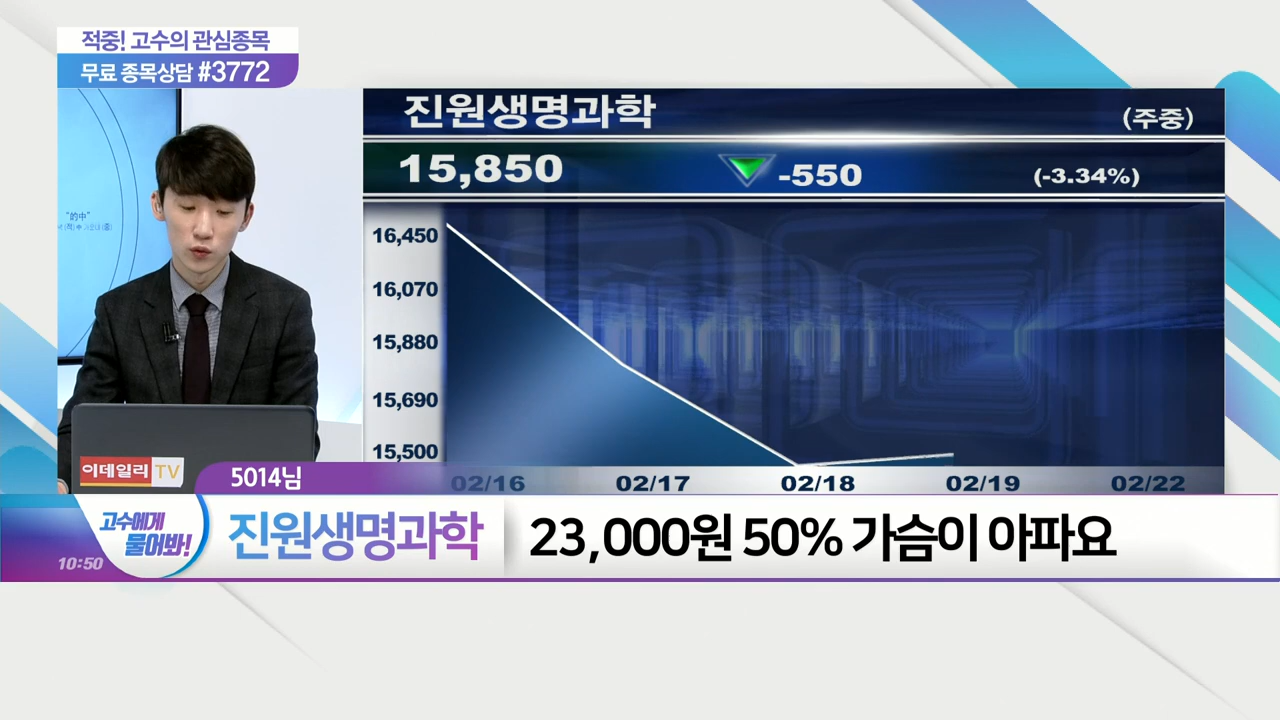 적중! 고수의 관심종목
무료 종목상담 #3772
"的中"
진원생명과학
(주중)
15,850
-550
(-3.34%)
16,450
16,070
15,880
15,690
15,500
02/16
02/17
02/18
02/19
02/22
이데일리 TV
5014님
고수에게
물어봐!
10:50
진원생명과학
23,000원 50% 가슴이 아파요